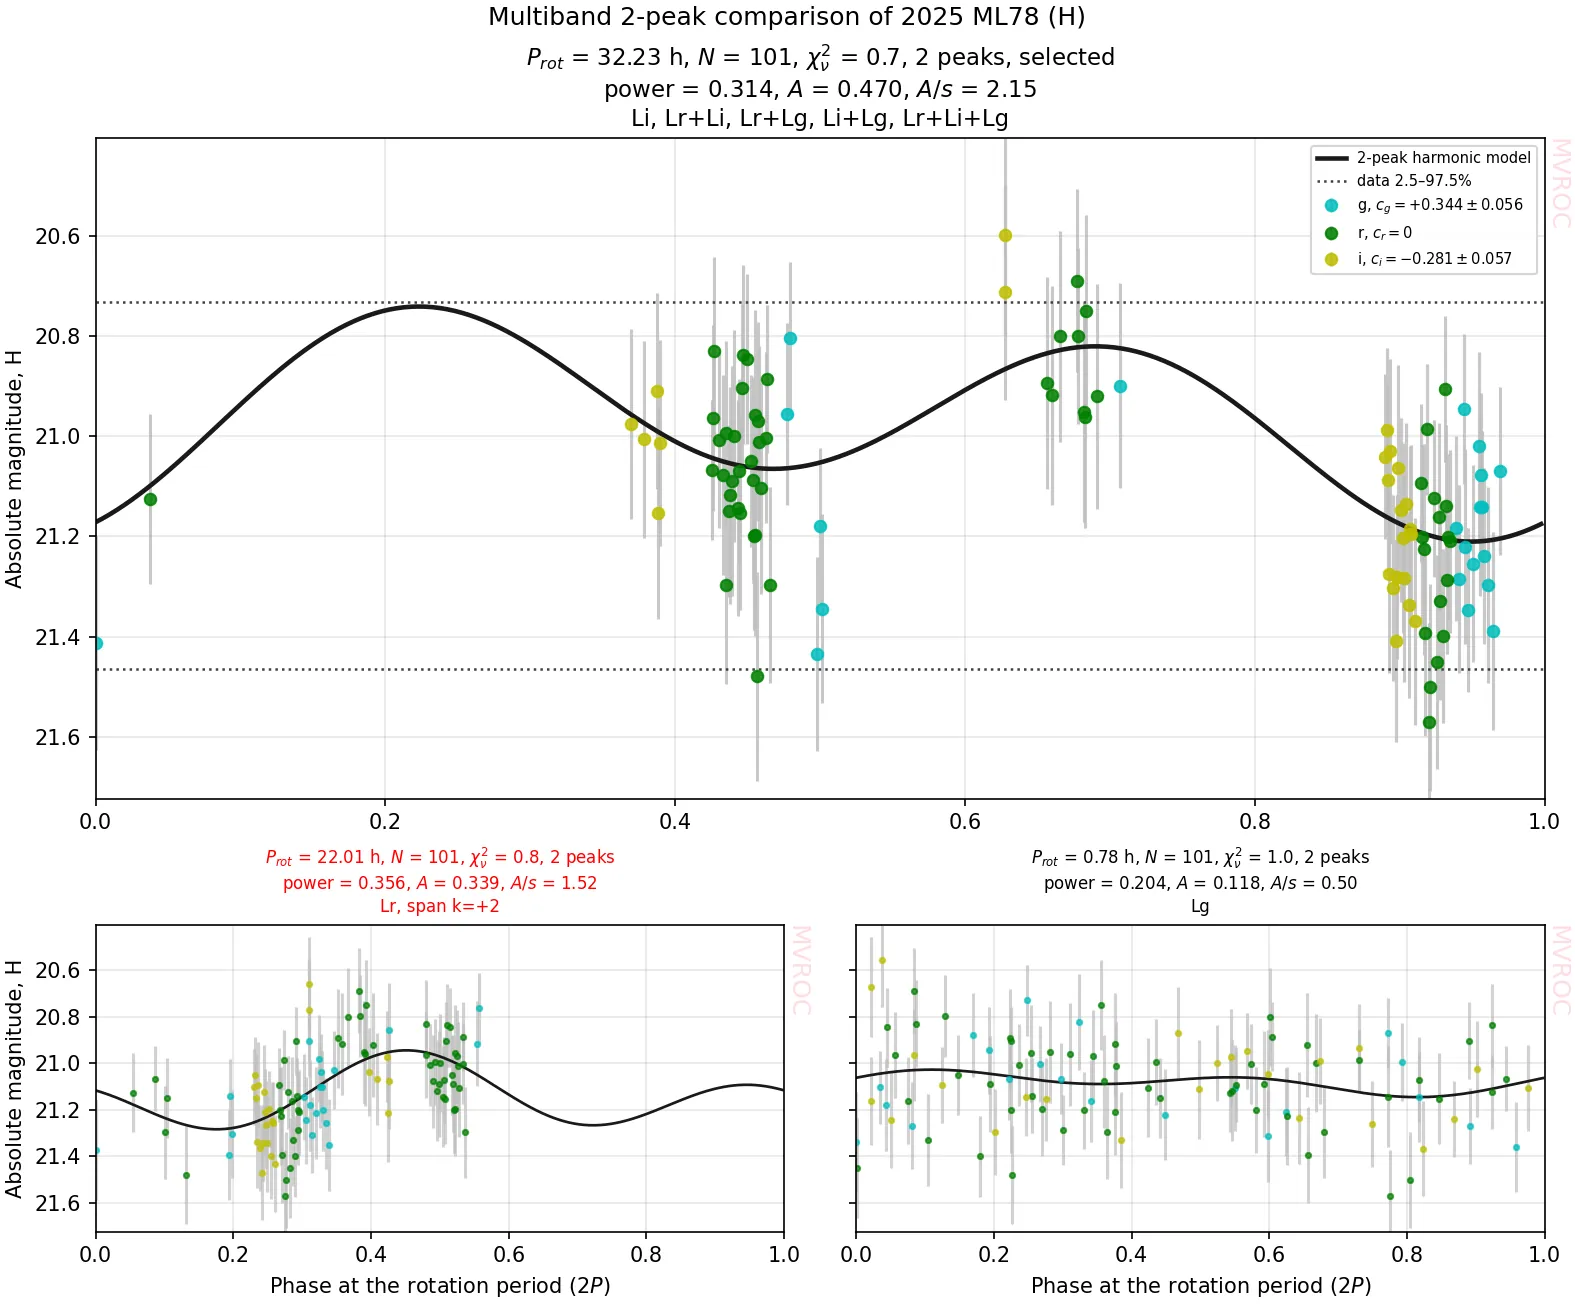 Multiband 2-peak comparison of 2025 ML78 (H)
P_rot = 32.23 h, N = 101, χ²_ν = 0.7, 2 peaks, selected
power = 0.314, A = 0.470, A/s = 2.15
Li, Lr+Li, Lr+Lg, Li+Lg, Lr+Li+Lg
2-peak harmonic model
data 2.5–97.5%
g, c_g = +0.344 ± 0.056
r, c_r = 0
i, c_i = −0.281 ± 0.057
MVROC
Absolute magnitude, H
20.6
20.8
21.0
21.2
21.4
21.6
0.0 0.2 0.4 0.6 0.8 1.0
P_rot = 22.01 h, N = 101, χ²_ν = 0.8, 2 peaks
power = 0.356, A = 0.339, A/s = 1.52
Lr, span k=+2
MVROC
Absolute magnitude, H
20.6
20.8
21.0
21.2
21.4
21.6
0.0 0.2 0.4 0.6 0.8 1.0
Phase at the rotation period (2P)
P_rot = 0.78 h, N = 101, χ²_ν = 1.0, 2 peaks
power = 0.204, A = 0.118, A/s = 0.50
Lg
MVROC
0.0 0.2 0.4 0.6 0.8 1.0
Phase at the rotation period (2P)